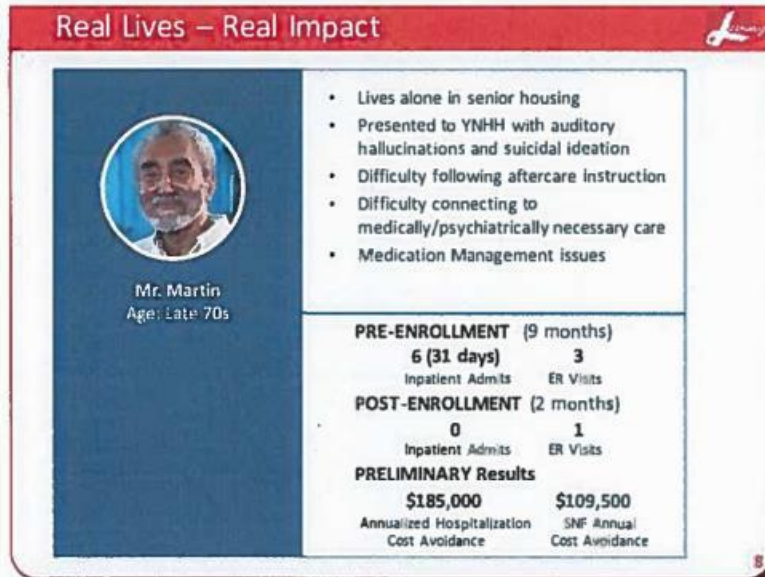 Real Lives – Real Impact
Mr. Martin
Age: Late 70s
• Lives alone in senior housing
• Presented to YNHH with auditory
hallucinations and suicidal ideation
• Difficulty following aftercare instruction
• Difficulty connecting to
medically/psychiatrically necessary care
• Medication Management issues
PRE-ENROLLMENT (9 months)
6 (31 days) 3
Inpatient Admits ER Visits
POST-ENROLLMENT (2 months)
0 1
Inpatient Admits ER Visits
PRELIMINARY Results
$185,000 $109,500
Annualized Hospitalization SNF Annual
Cost Avoidance Cost Avoidance
8